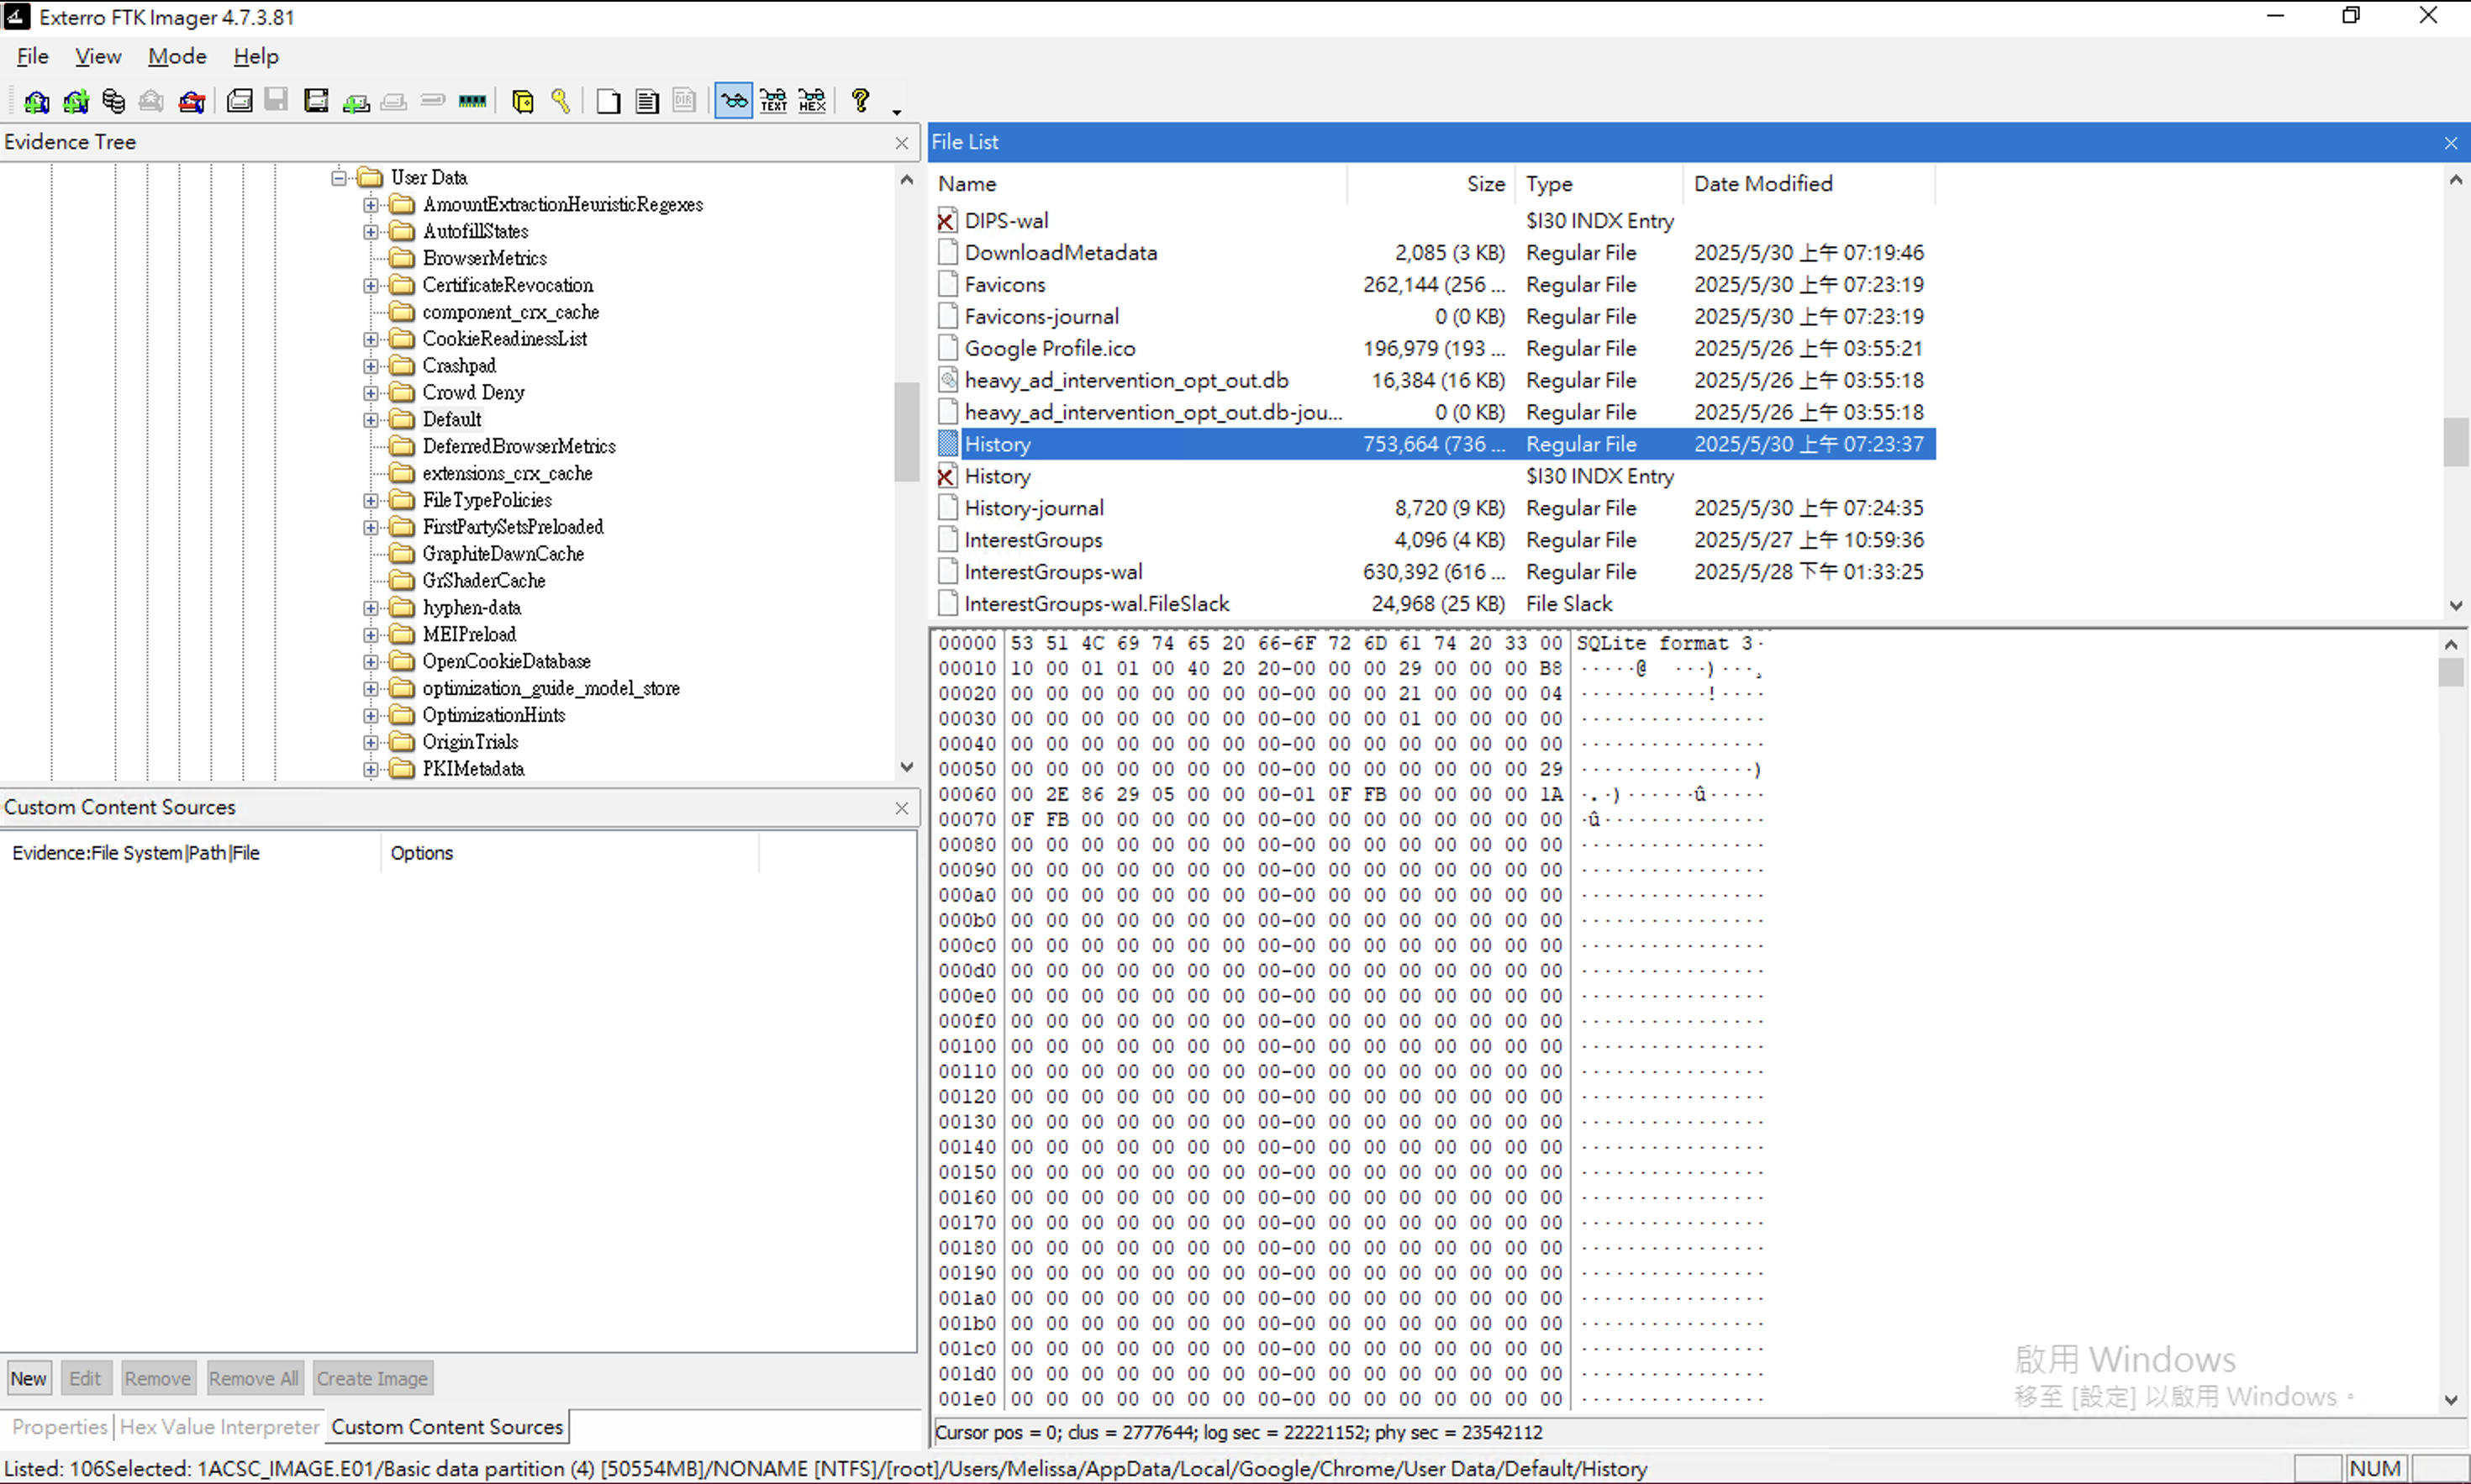 Exterro FTK Imager 4.7.3.81
File View Mode Help
TEXT HEX
Evidence Tree
User Data
AmountExtractionHeuristicRegexes
AutofillStates
BrowserMetrics
CertificateRevocation
component_crx_cache
CookieReadinessList
Crashpad
Crowd Deny
Default
DeferredBrowserMetrics
extensions_crx_cache
FileTypePolicies
FirstPartySetsPreloaded
GraphiteDawnCache
GrShaderCache
hyphen-data
MEIPreload
OpenCookieDatabase
optimization_guide_model_store
OptimizationHints
OriginTrials
PKIMetadata
Custom Content Sources
Evidence:File System|Path|File Options
New Edit Remove Remove All Create Image
Properties Hex Value Interpreter Custom Content Sources
File List
Name Size Type Date Modified
DIPS-wal $I30 INDX Entry
DownloadMetadata 2,085 (3 KB) Regular File 2025/5/30 上午 07:19:46
Favicons 262,144 (256 ... Regular File 2025/5/30 上午 07:23:19
Favicons-journal 0 (0 KB) Regular File 2025/5/30 上午 07:23:19
Google Profile.ico 196,979 (193 ... Regular File 2025/5/26 上午 03:55:21
heavy_ad_intervention_opt_out.db 16,384 (16 KB) Regular File 2025/5/26 上午 03:55:18
heavy_ad_intervention_opt_out.db-jou... 0 (0 KB) Regular File 2025/5/26 上午 03:55:18
History 753,664 (736 ... Regular File 2025/5/30 上午 07:23:37
History $I30 INDX Entry
History-journal 8,720 (9 KB) Regular File 2025/5/30 上午 07:24:35
InterestGroups 4,096 (4 KB) Regular File 2025/5/27 上午 10:59:36
InterestGroups-wal 630,392 (616 ... Regular File 2025/5/28 下午 01:33:25
InterestGroups-wal.FileSlack 24,968 (25 KB) File Slack
00000 53 51 4C 69 74 65 20 66-6F 72 6D 61 74 20 33 00 SQLite format 3·
00010 10 00 01 01 00 40 20 20-00 00 00 29 00 00 00 B8 ·····@  ···)···¸
00020 00 00 00 00 00 00 00 00-00 00 00 21 00 00 00 04 ···········!····
00030 00 00 00 00 00 00 00 00-00 00 00 01 00 00 00 00 ················
00040 00 00 00 00 00 00 00 00-00 00 00 00 00 00 00 00 ················
00050 00 00 00 00 00 00 00 00-00 00 00 00 00 00 00 29 ···············)
00060 00 2E 86 29 05 00 00 00-01 0F FB 00 00 00 00 1A ·.·)······û·····
00070 0F FB 00 00 00 00 00 00-00 00 00 00 00 00 00 00 ·û··············
00080 00 00 00 00 00 00 00 00-00 00 00 00 00 00 00 00 ················
00090 00 00 00 00 00 00 00 00-00 00 00 00 00 00 00 00 ················
000a0 00 00 00 00 00 00 00 00-00 00 00 00 00 00 00 00 ················
000b0 00 00 00 00 00 00 00 00-00 00 00 00 00 00 00 00 ················
000c0 00 00 00 00 00 00 00 00-00 00 00 00 00 00 00 00 ················
000d0 00 00 00 00 00 00 00 00-00 00 00 00 00 00 00 00 ················
000e0 00 00 00 00 00 00 00 00-00 00 00 00 00 00 00 00 ················
000f0 00 00 00 00 00 00 00 00-00 00 00 00 00 00 00 00 ················
00100 00 00 00 00 00 00 00 00-00 00 00 00 00 00 00 00 ················
00110 00 00 00 00 00 00 00 00-00 00 00 00 00 00 00 00 ················
00120 00 00 00 00 00 00 00 00-00 00 00 00 00 00 00 00 ················
00130 00 00 00 00 00 00 00 00-00 00 00 00 00 00 00 00 ················
00140 00 00 00 00 00 00 00 00-00 00 00 00 00 00 00 00 ················
00150 00 00 00 00 00 00 00 00-00 00 00 00 00 00 00 00 ················
00160 00 00 00 00 00 00 00 00-00 00 00 00 00 00 00 00 ················
00170 00 00 00 00 00 00 00 00-00 00 00 00 00 00 00 00 ················
00180 00 00 00 00 00 00 00 00-00 00 00 00 00 00 00 00 ················
00190 00 00 00 00 00 00 00 00-00 00 00 00 00 00 00 00 ················
001a0 00 00 00 00 00 00 00 00-00 00 00 00 00 00 00 00 ················
001b0 00 00 00 00 00 00 00 00-00 00 00 00 00 00 00 00 ················
001c0 00 00 00 00 00 00 00 00-00 00 00 00 00 00 00 00 ················
001d0 00 00 00 00 00 00 00 00-00 00 00 00 00 00 00 00 ················
001e0 00 00 00 00 00 00 00 00-00 00 00 00 00 00 00 00 ················
啟用 Windows
移至 [設定] 以啟用 Windows。
Cursor pos = 0; clus = 2777644; log sec = 22221152; phy sec = 23542112
Listed: 106Selected: 1ACSC_IMAGE.E01/Basic data partition (4) [50554MB]/NONAME [NTFS]/[root]/Users/Melissa/AppData/Local/Google/Chrome/User Data/Default/History NUM